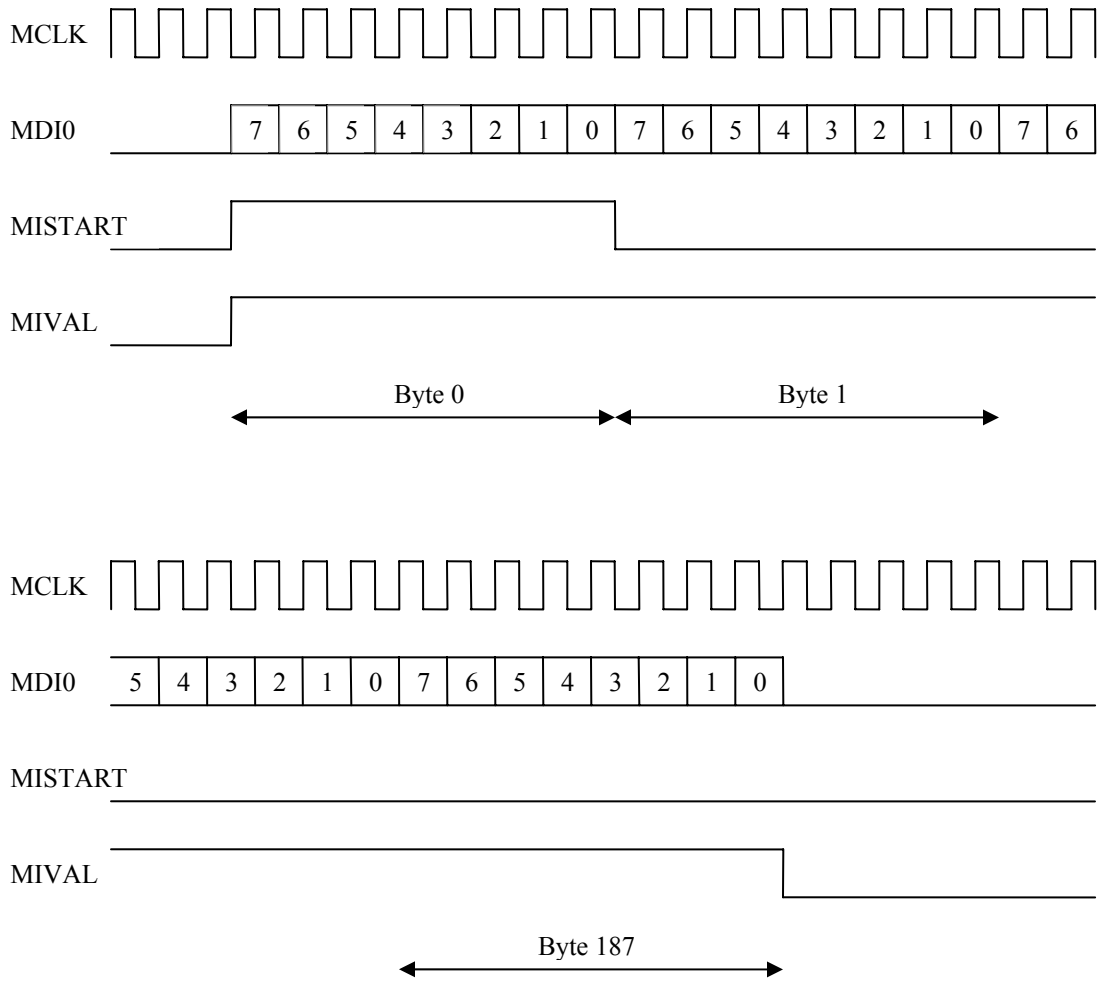 MCLK
MDI0 7 6 5 4 3 2 1 0 7 6 5 4 3 2 1 0 7 6
MISTART
MIVAL
Byte 0 Byte 1
MCLK
MDI0 5 4 3 2 1 0 7 6 5 4 3 2 1 0
MISTART
MIVAL
Byte 187